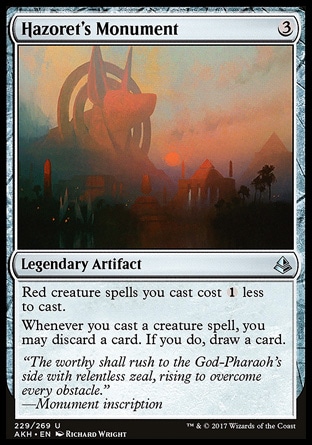 Hazoret's Monument 3
Legendary Artifact
Red creature spells you cast cost 1 less
to cast.
Whenever you cast a creature spell, you
may discard a card. If you do, draw a card.
"The worthy shall rush to the God-Pharaoh's
side with relentless zeal, rising to overcome
every obstacle."
—Monument inscription
229/269 U
AKH • EN Richard Wright
™ & © 2017 Wizards of the Coast